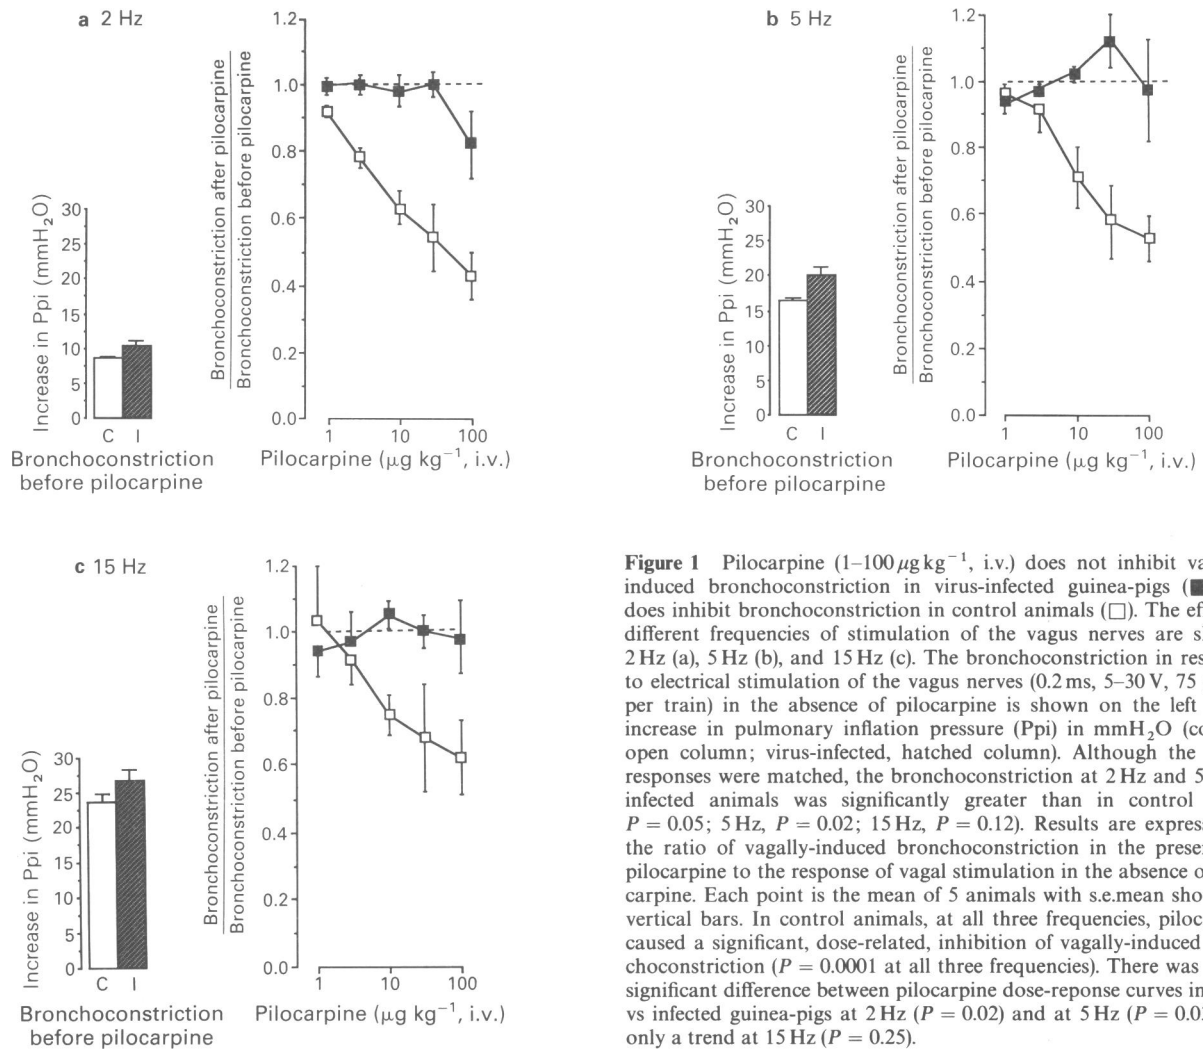 a 2 Hz
Bronchoconstriction after pilocarpine
Bronchoconstriction before pilocarpine
1.2
1.0
0.8
0.6
0.4
0.2
0.0
1 10 100
Pilocarpine (μg kg⁻¹, i.v.)
Increase in Ppi (mmH₂O)
30
25
20
15
10
5
0
C I
Bronchoconstriction
before pilocarpine
b 5 Hz
Bronchoconstriction after pilocarpine
Bronchoconstriction before pilocarpine
1.2
1.0
0.8
0.6
0.4
0.2
0.0
1 10 100
Pilocarpine (μg kg⁻¹, i.v.)
Increase in Ppi (mmH₂O)
30
25
20
15
10
5
0
C I
Bronchoconstriction
before pilocarpine
c 15 Hz
Bronchoconstriction after pilocarpine
Bronchoconstriction before pilocarpine
1.2
1.0
0.8
0.6
0.4
0.2
0.0
1 10 100
Pilocarpine (μg kg⁻¹, i.v.)
Increase in Ppi (mmH₂O)
30
25
20
15
10
5
0
C I
Bronchoconstriction
before pilocarpine
Figure 1 Pilocarpine (1–100 μg kg⁻¹, i.v.) does not inhibit
induced bronchoconstriction in virus-infected guinea-pigs (■
does inhibit bronchoconstriction in control animals (□). The
different frequencies of stimulation of the vagus nerves are
2 Hz (a), 5 Hz (b), and 15 Hz (c). The bronchoconstriction in
to electrical stimulation of the vagus nerves (0.2 ms, 5–30 V, 75
per train) in the absence of pilocarpine is shown on the left
increase in pulmonary inflation pressure (Ppi) in mmH₂O
open column; virus-infected, hatched column). Although the
responses were matched, the bronchoconstriction at 2 Hz and
infected animals was significantly greater than in control
P = 0.05; 5 Hz, P = 0.02; 15 Hz, P = 0.12). Results are
the ratio of vagally-induced bronchoconstriction in the
pilocarpine to the response of vagal stimulation in the absence
carpine. Each point is the mean of 5 animals with s.e.mean
vertical bars. In control animals, at all three frequencies,
caused a significant, dose-related, inhibition of vagally-induced
choconstriction (P = 0.0001 at all three frequencies). There was
significant difference between pilocarpine dose-reponse curves in
vs infected guinea-pigs at 2 Hz (P = 0.02) and at 5 Hz
only a trend at 15 Hz (P = 0.25).